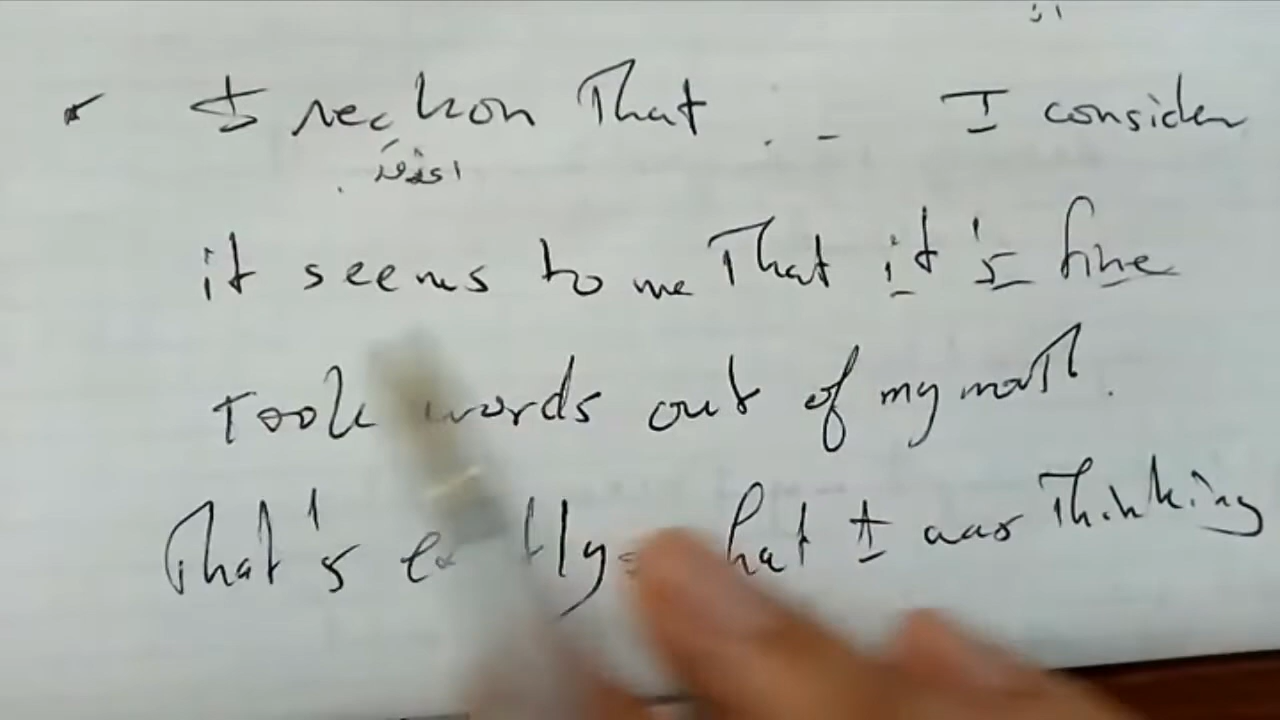 I reckon That . - I consider
اعتقد
it seems to me That it's fine
Took words out of my mouth.
That's what I was Thinking